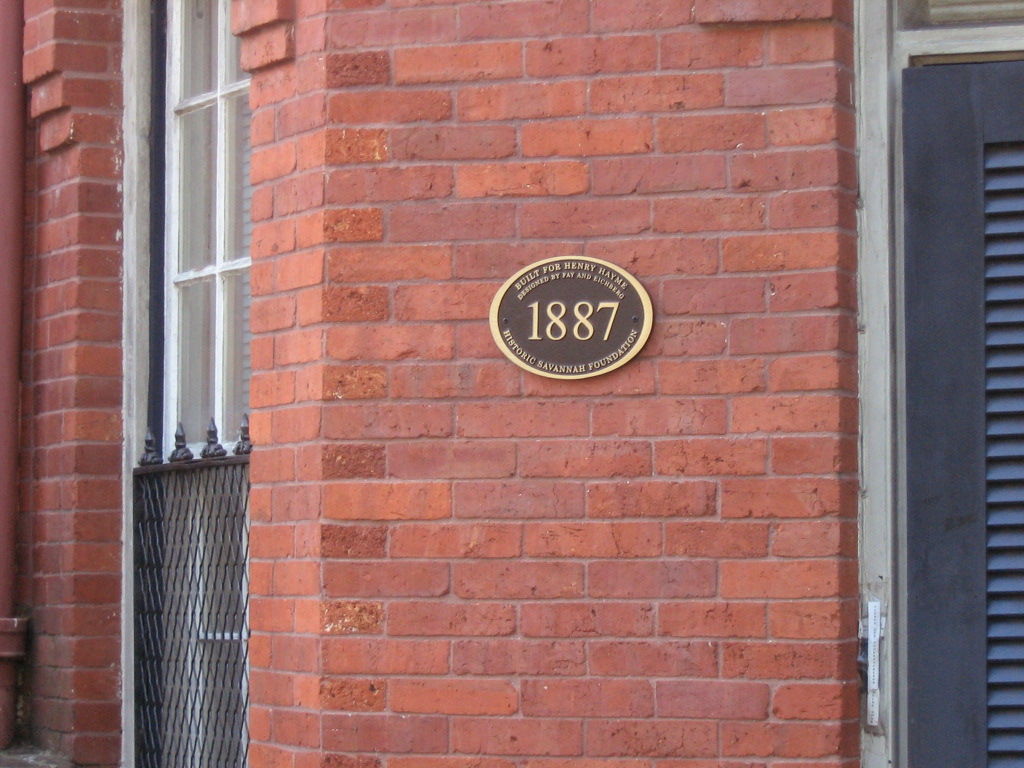 BUILT FOR HENRY HAYME
DESIGNED BY FAY AND EICHBERG
1887
HISTORIC SAVANNAH FOUNDATION